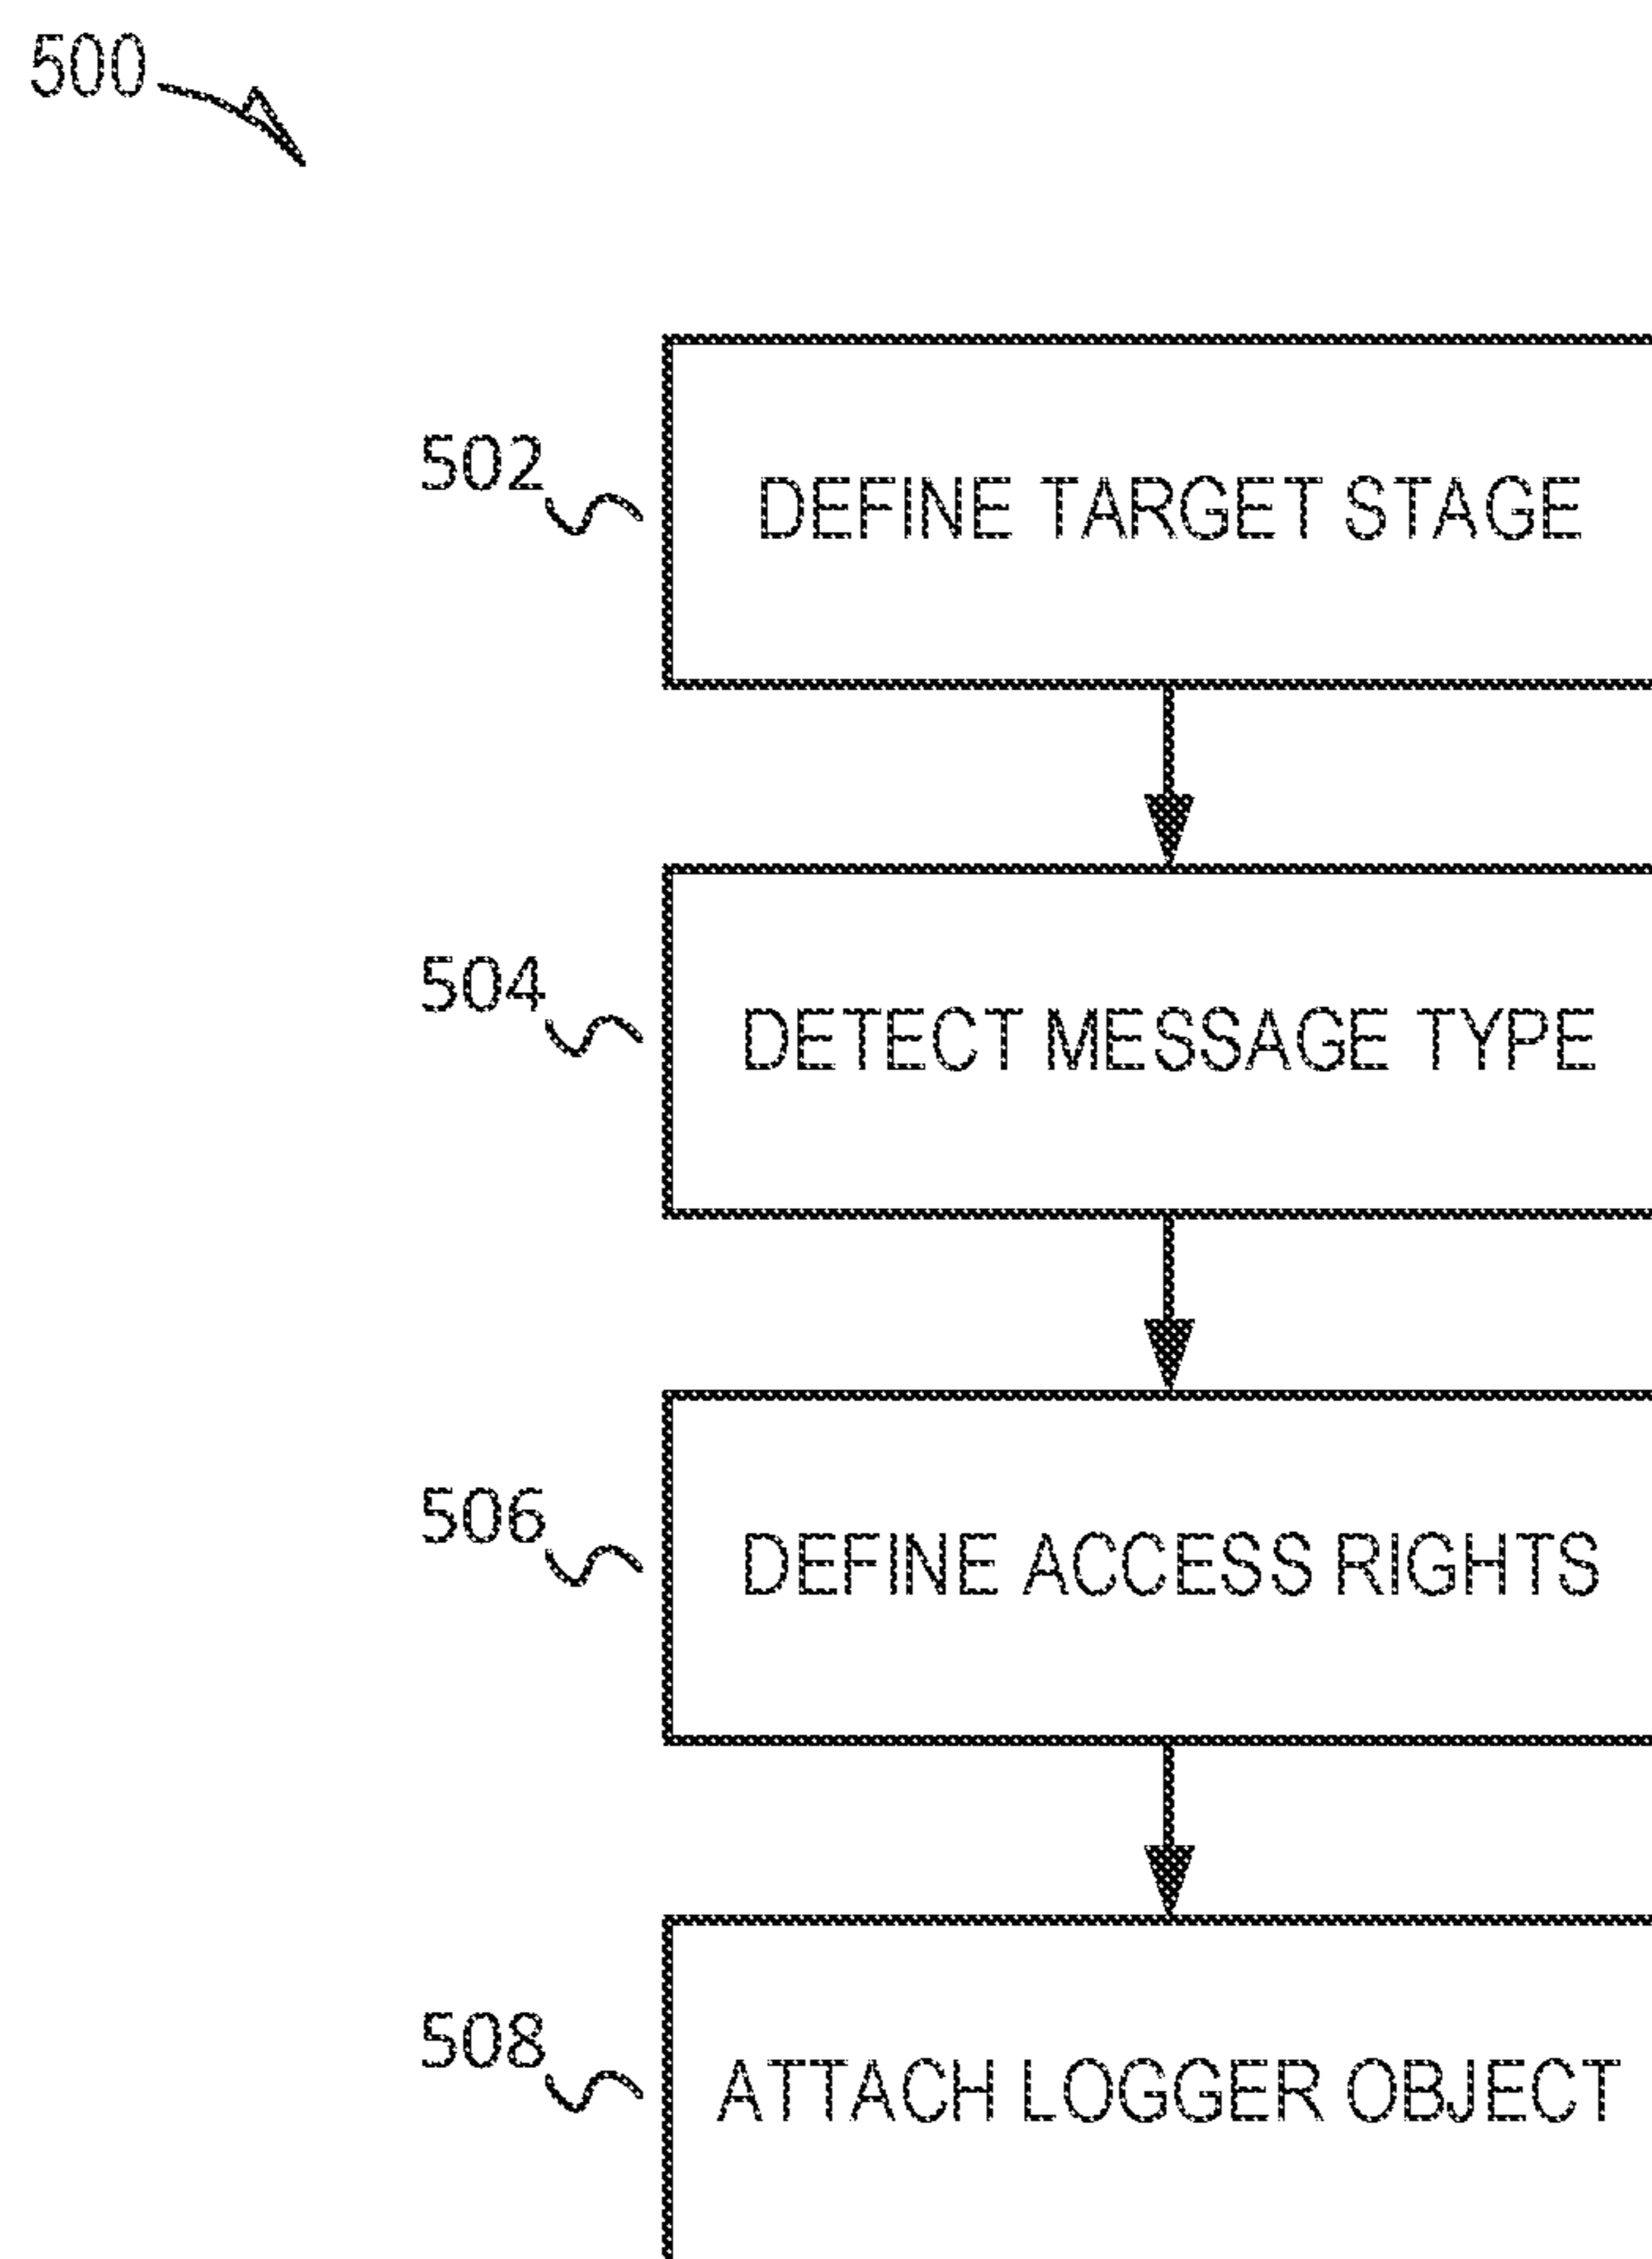 500
502
DEFINE TARGET STAGE
504
DETECT MESSAGE TYPE
506
DEFINE ACCESS RIGHTS
508
ATTACH LOGGER OBJECT